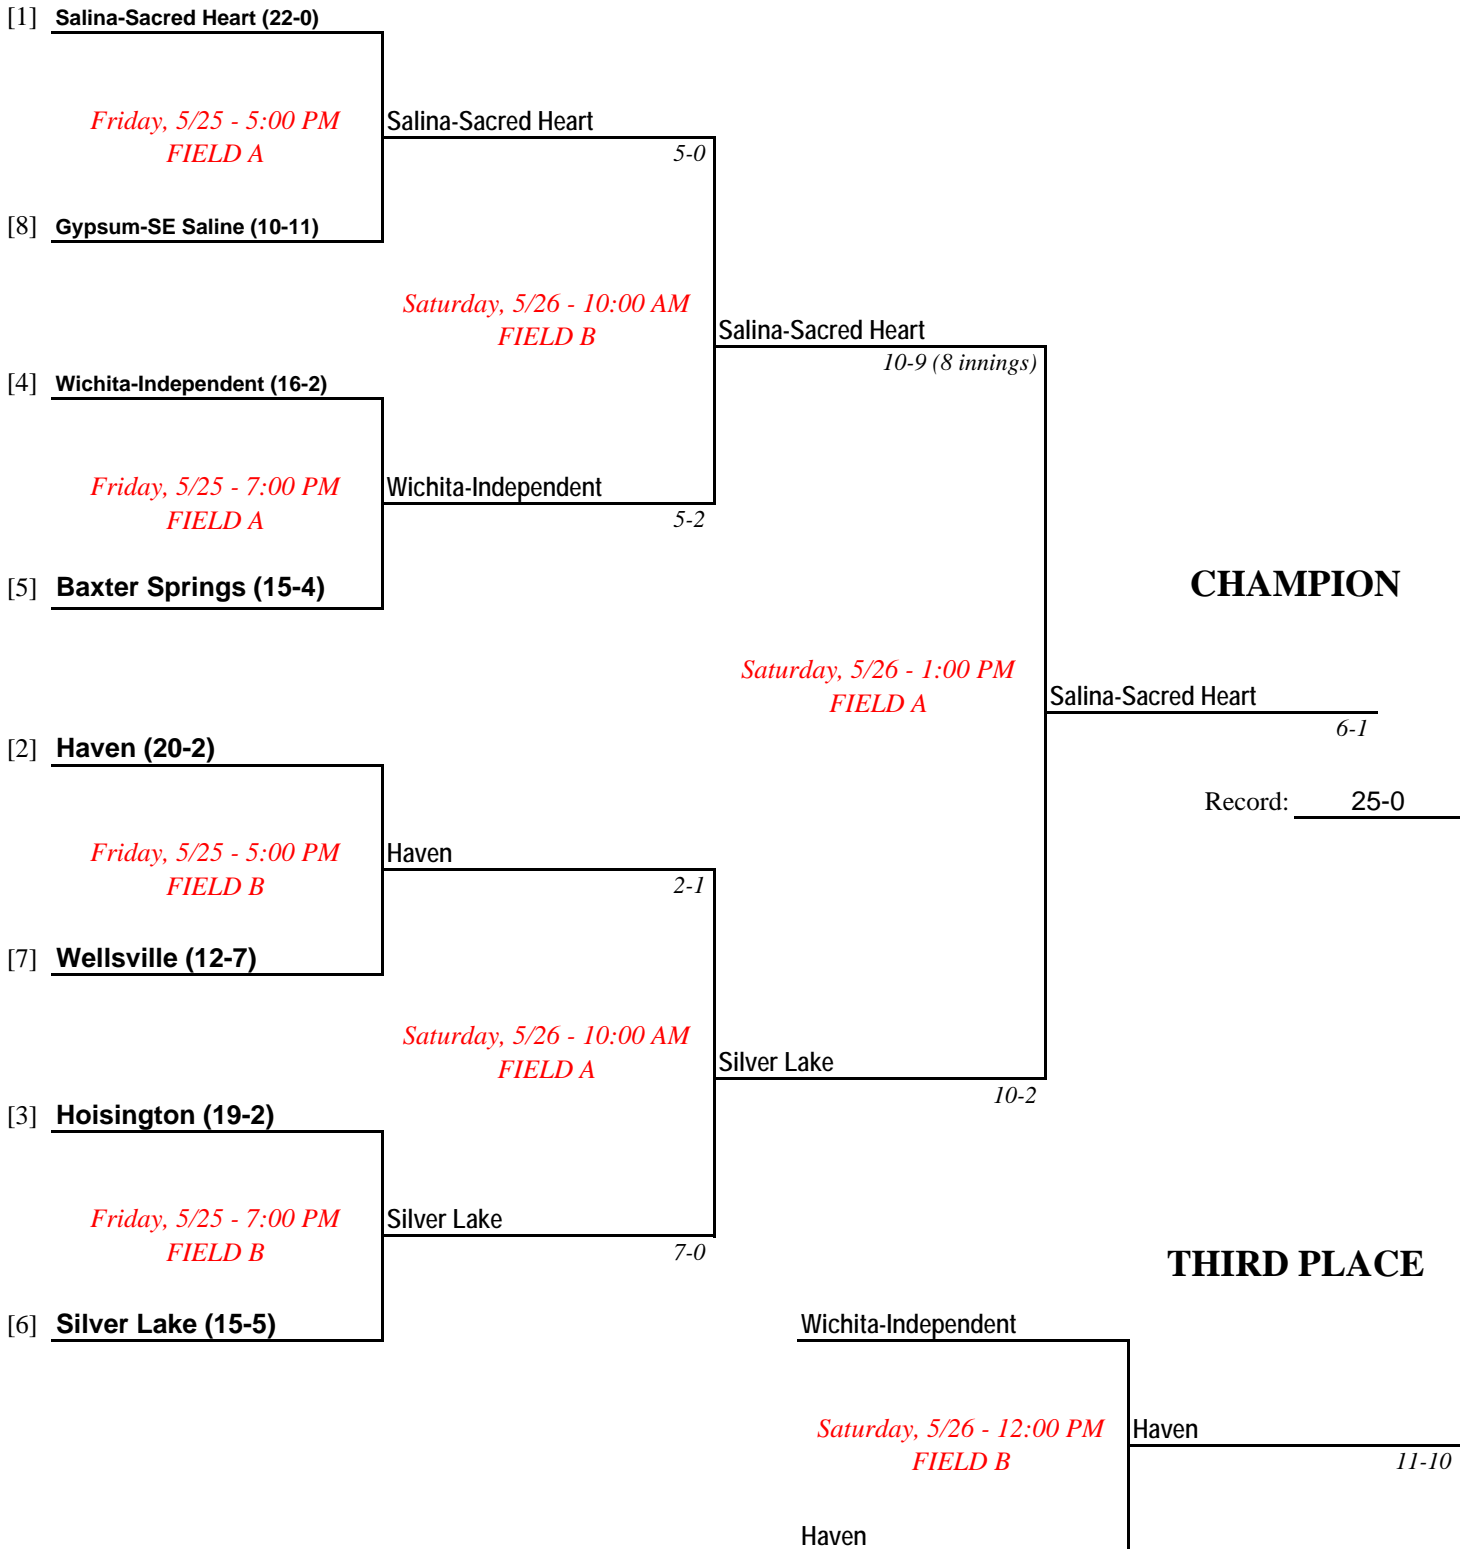 [1] Salina-Sacred Heart (22-0)
Friday, 5/25 - 5:00 PM
FIELD A
Salina-Sacred Heart
5-0
[8] Gypsum-SE Saline (10-11)
Saturday, 5/26 - 10:00 AM
FIELD B
Salina-Sacred Heart
10-9 (8 innings)
[4] Wichita-Independent (16-2)
Friday, 5/25 - 7:00 PM
FIELD A
Wichita-Independent
5-2
[5] Baxter Springs (15-4)
CHAMPION
Saturday, 5/26 - 1:00 PM
FIELD A
Salina-Sacred Heart
6-1
Record: 25-0
[2] Haven (20-2)
Friday, 5/25 - 5:00 PM
FIELD B
Haven
2-1
[7] Wellsville (12-7)
Saturday, 5/26 - 10:00 AM
FIELD A
Silver Lake
10-2
[3] Hoisington (19-2)
Friday, 5/25 - 7:00 PM
FIELD B
Silver Lake
7-0
[6] Silver Lake (15-5)
THIRD PLACE
Wichita-Independent
Saturday, 5/26 - 12:00 PM
FIELD B
Haven
11-10
Haven